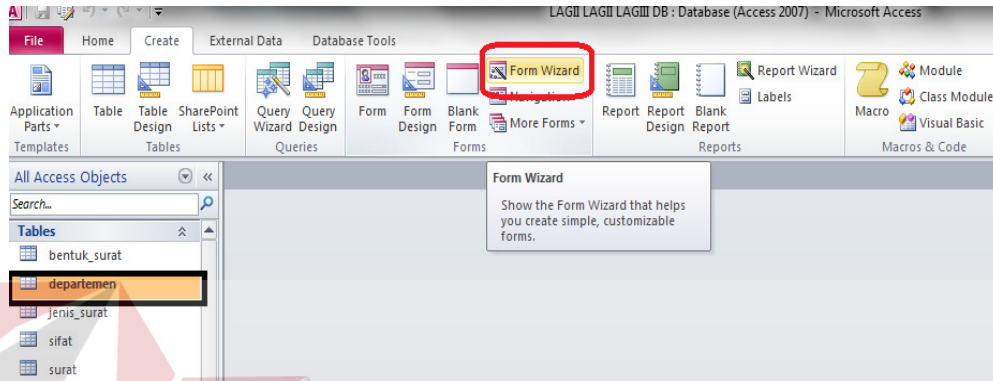 LAGII LAGII LAGIII DB : Database (Access 2007) - Microsoft Access
File Home Create External Data Database Tools
Application Parts
Table
Table Design
SharePoint Lists
Query Wizard
Query Design
Form
Form Design
Blank Form
Form Wizard
Navigation
More Forms
Report
Report Design
Blank Report
Report Wizard
Labels
Macro
Module
Class Module
Visual Basic
Templates Tables Queries Forms Reports Macros & Code
All Access Objects
Search...
Tables
bentuk_surat
departemen
jenis_surat
sifat
surat
Form Wizard
Show the Form Wizard that helps
you create simple, customizable
forms.